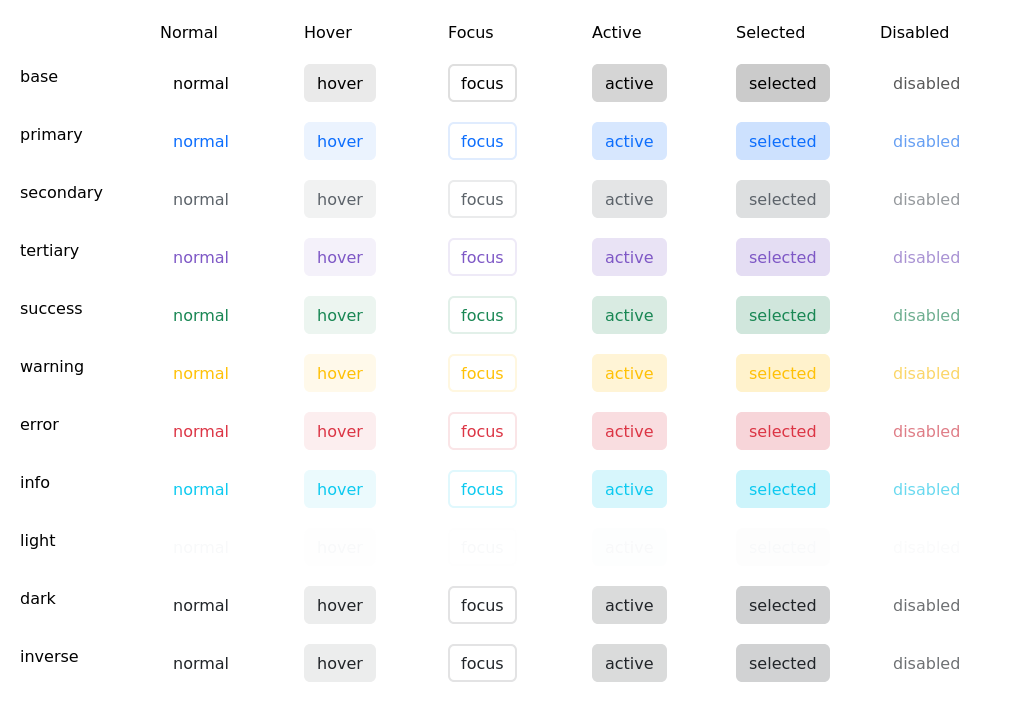 Normal Hover Focus Active Selected Disabled
base normal hover focus active selected disabled
primary normal hover focus active selected disabled
secondary normal hover focus active selected disabled
tertiary normal hover focus active selected disabled
success normal hover focus active selected disabled
warning normal hover focus active selected disabled
error normal hover focus active selected disabled
info normal hover focus active selected disabled
light normal hover focus active selected disabled
dark normal hover focus active selected disabled
inverse normal hover focus active selected disabled